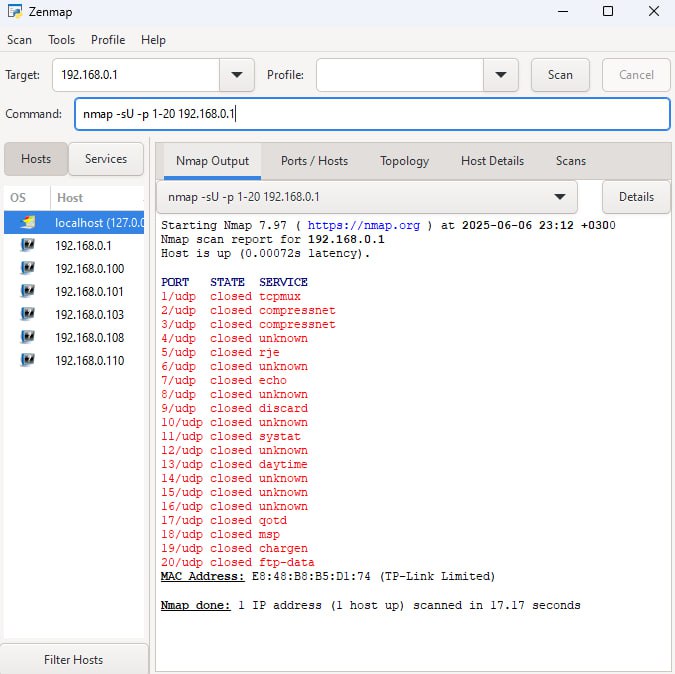 Zenmap
Scan Tools Profile Help
Target: 192.168.0.1 Profile: Scan Cancel
Command: nmap -sU -p 1-20 192.168.0.1
Hosts Services
OS Host
localhost (127.0.0
192.168.0.1
192.168.0.100
192.168.0.101
192.168.0.103
192.168.0.108
192.168.0.110
Filter Hosts
Nmap Output Ports / Hosts Topology Host Details Scans
nmap -sU -p 1-20 192.168.0.1 Details
Starting Nmap 7.97 ( https://nmap.org ) at 2025-06-06 23:12 +0300
Nmap scan report for 192.168.0.1
Host is up (0.00072s latency).
PORT STATE SERVICE
1/udp closed tcpmux
2/udp closed compressnet
3/udp closed compressnet
4/udp closed unknown
5/udp closed rje
6/udp closed unknown
7/udp closed echo
8/udp closed unknown
9/udp closed discard
10/udp closed unknown
11/udp closed systat
12/udp closed unknown
13/udp closed daytime
14/udp closed unknown
15/udp closed unknown
16/udp closed unknown
17/udp closed qotd
18/udp closed msp
19/udp closed chargen
20/udp closed ftp-data
MAC Address: E8:48:B8:B5:D1:74 (TP-Link Limited)
Nmap done: 1 IP address (1 host up) scanned in 17.17 seconds